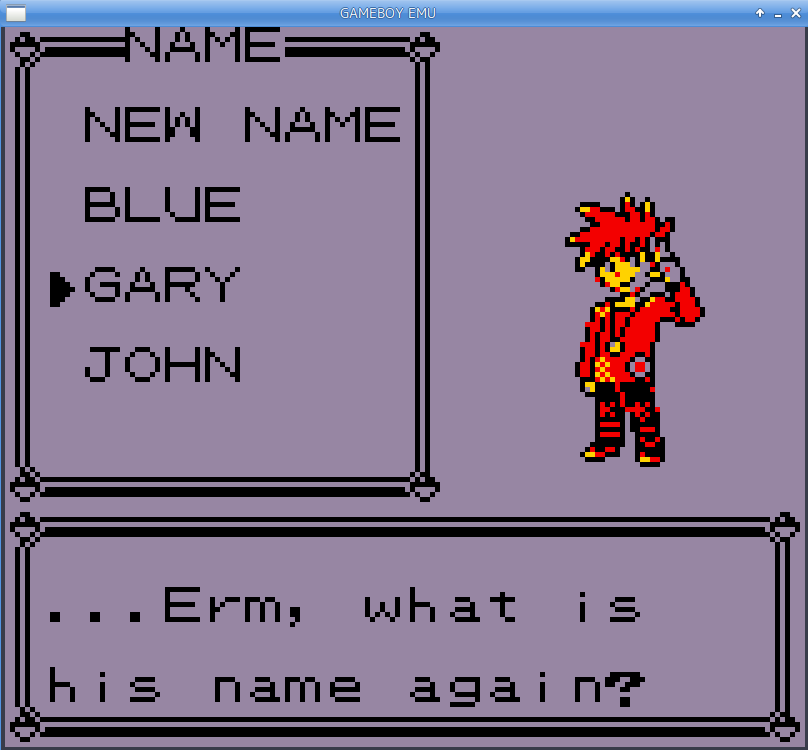 GAMEBOY EMU
NAME
NEW NAME
BLUE
GARY
JOHN
...Erm, what is
his name again?